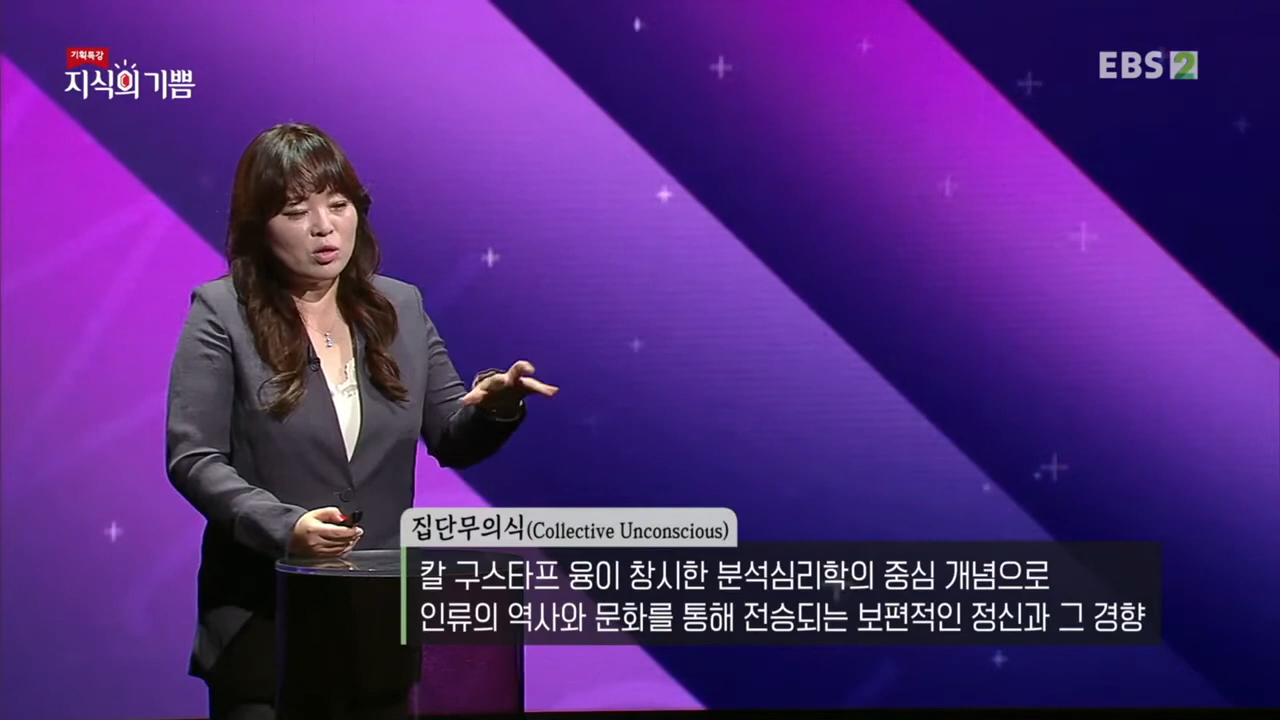 기획특강
지식의 기쁨
EBS 2
집단무의식(Collective Unconscious)
칼 구스타프 융이 창시한 분석심리학의 중심 개념으로
인류의 역사와 문화를 통해 전승되는 보편적인 정신과 그 경향